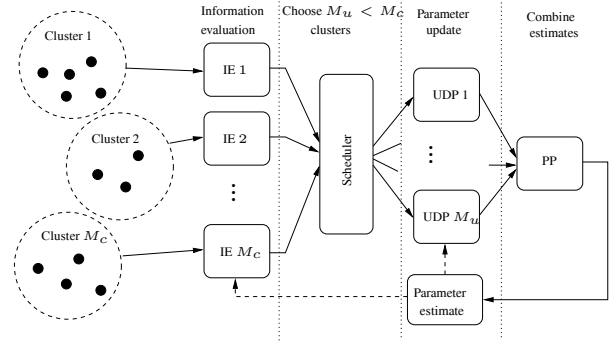 Information
evaluation
Choose M_u < M_c
clusters
Parameter
update
Combine
estimates
Cluster 1
IE 1
Cluster 2
IE 2
⋮
Cluster M_c
IE M_c
Scheduler
UDP 1
⋮
UDP M_u
PP
Parameter
estimate